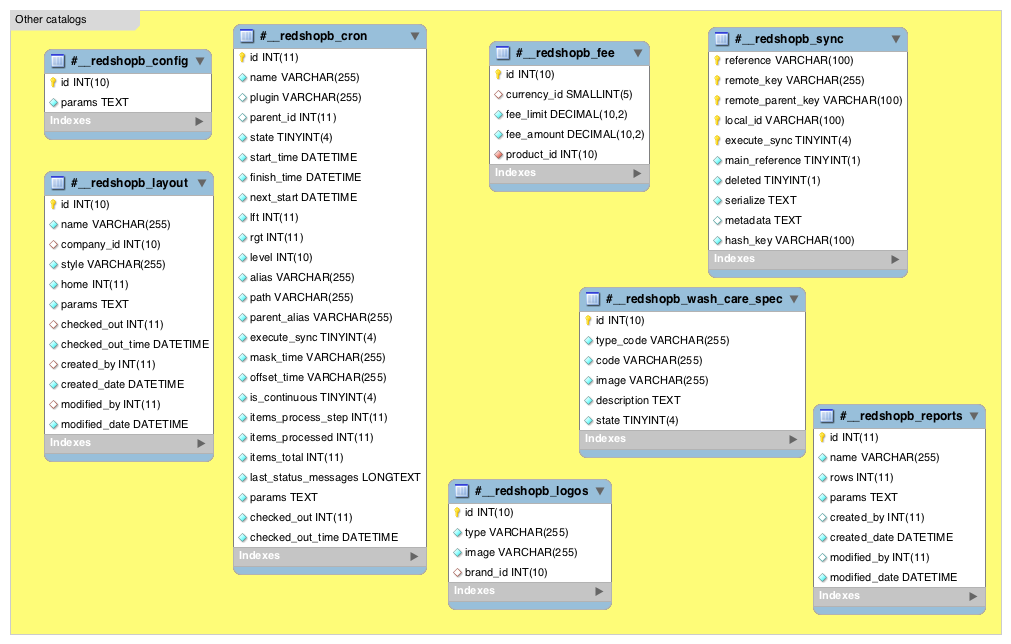 Other catalogs
#__redshopb_config
id INT(10)
params TEXT
Indexes
#__redshopb_layout
id INT(10)
name VARCHAR(255)
company_id INT(10)
style VARCHAR(255)
home INT(11)
params TEXT
checked_out INT(11)
checked_out_time DATETIME
created_by INT(11)
created_date DATETIME
modified_by INT(11)
modified_date DATETIME
Indexes
#__redshopb_cron
id INT(11)
name VARCHAR(255)
plugin VARCHAR(255)
parent_id INT(11)
state TINYINT(4)
start_time DATETIME
finish_time DATETIME
next_start DATETIME
lft INT(11)
rgt INT(11)
level INT(10)
alias VARCHAR(255)
path VARCHAR(255)
parent_alias VARCHAR(255)
execute_sync TINYINT(4)
mask_time VARCHAR(255)
offset_time VARCHAR(255)
is_continuous TINYINT(4)
items_process_step INT(11)
items_processed INT(11)
items_total INT(11)
last_status_messages LONGTEXT
params TEXT
checked_out INT(11)
checked_out_time DATETIME
Indexes
#__redshopb_fee
id INT(10)
currency_id SMALLINT(5)
fee_limit DECIMAL(10,2)
fee_amount DECIMAL(10,2)
product_id INT(10)
Indexes
#__redshopb_sync
reference VARCHAR(100)
remote_key VARCHAR(255)
remote_parent_key VARCHAR(100)
local_id VARCHAR(100)
execute_sync TINYINT(4)
main_reference TINYINT(1)
deleted TINYINT(1)
serialize TEXT
metadata TEXT
hash_key VARCHAR(100)
Indexes
#__redshopb_wash_care_spec
id INT(10)
type_code VARCHAR(255)
code VARCHAR(255)
image VARCHAR(255)
description TEXT
state TINYINT(4)
Indexes
#__redshopb_logos
id INT(10)
type VARCHAR(255)
image VARCHAR(255)
brand_id INT(10)
Indexes
#__redshopb_reports
id INT(11)
name VARCHAR(255)
rows INT(11)
params TEXT
created_by INT(11)
created_date DATETIME
modified_by INT(11)
modified_date DATETIME
Indexes